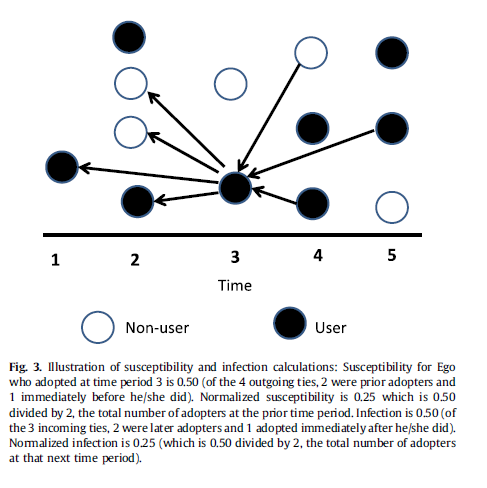 1 2 3 4 5
Time
Non-user User
Fig. 3. Illustration of susceptibility and infection calculations: Susceptibility for Ego
who adopted at time period 3 is 0.50 (of the 4 outgoing ties, 2 were prior adopters and
1 immediately before he/she did). Normalized susceptibility is 0.25 which is 0.50
divided by 2, the total number of adopters at the prior time period. Infection is 0.50 (of
the 3 incoming ties, 2 were later adopters and 1 adopted immediately after he/she did).
Normalized infection is 0.25 (which is 0.50 divided by 2, the total number of adopters
at that next time period).